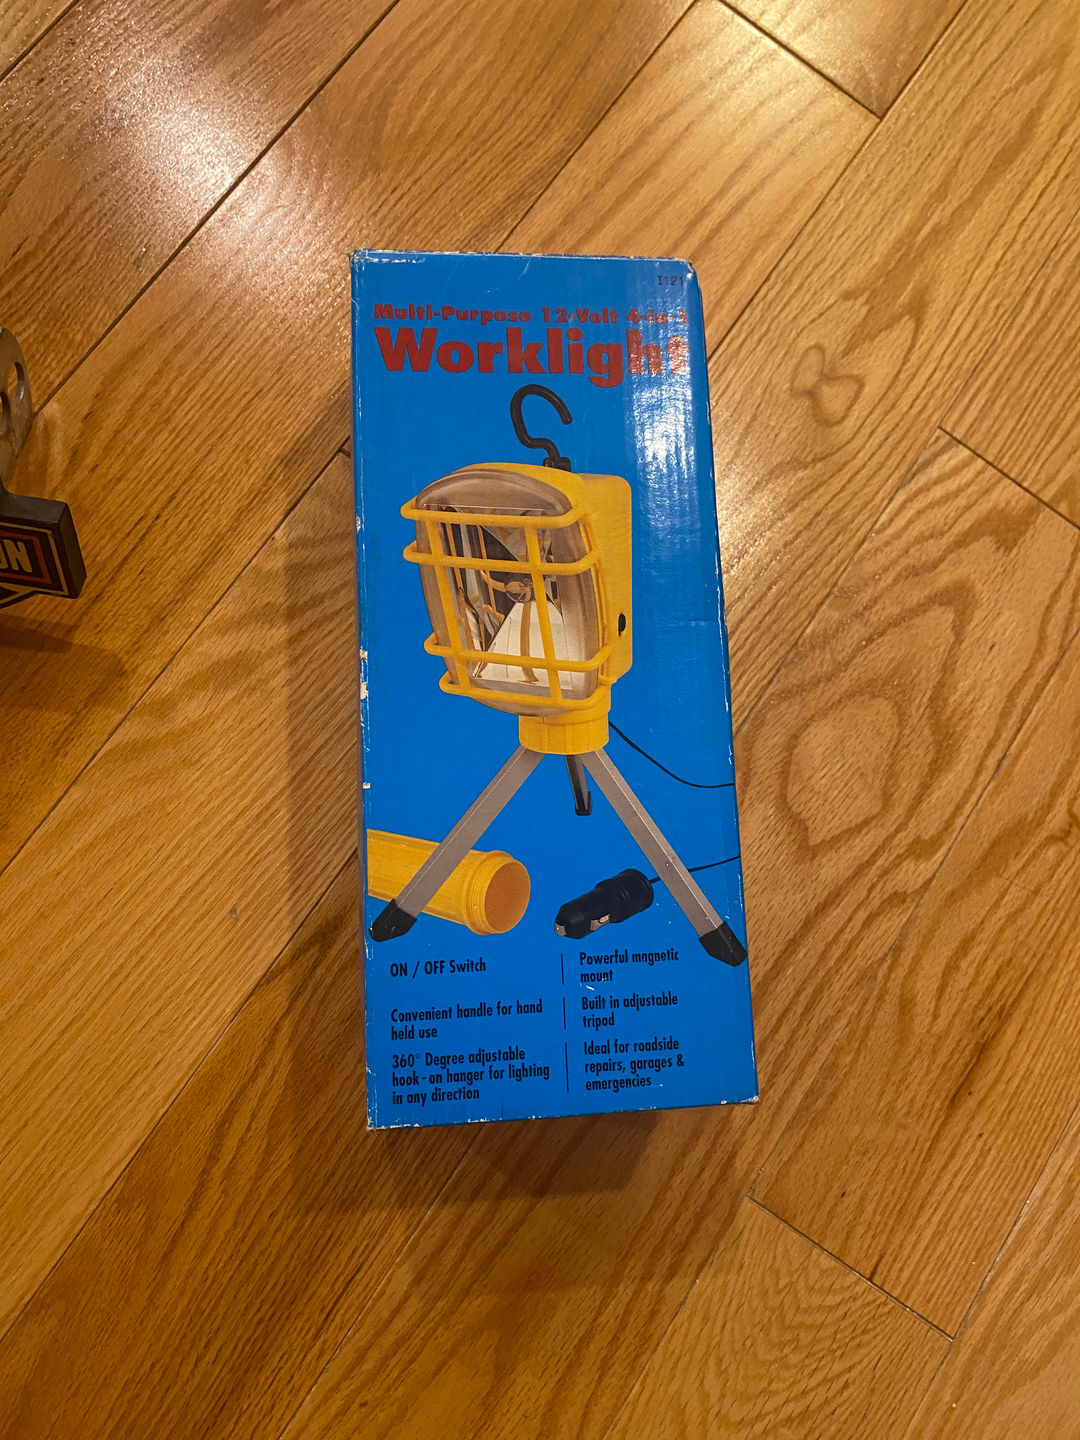 1121
Multi-Purpose 12-Volt 4-in-1
Worklight
ON / OFF Switch
Convenient handle for hand
held use
360° Degree adjustable
hook-on hanger for lighting
in any direction
Powerful magnetic
mount
Built in adjustable
tripod
Ideal for roadside
repairs, garages &
emergencies